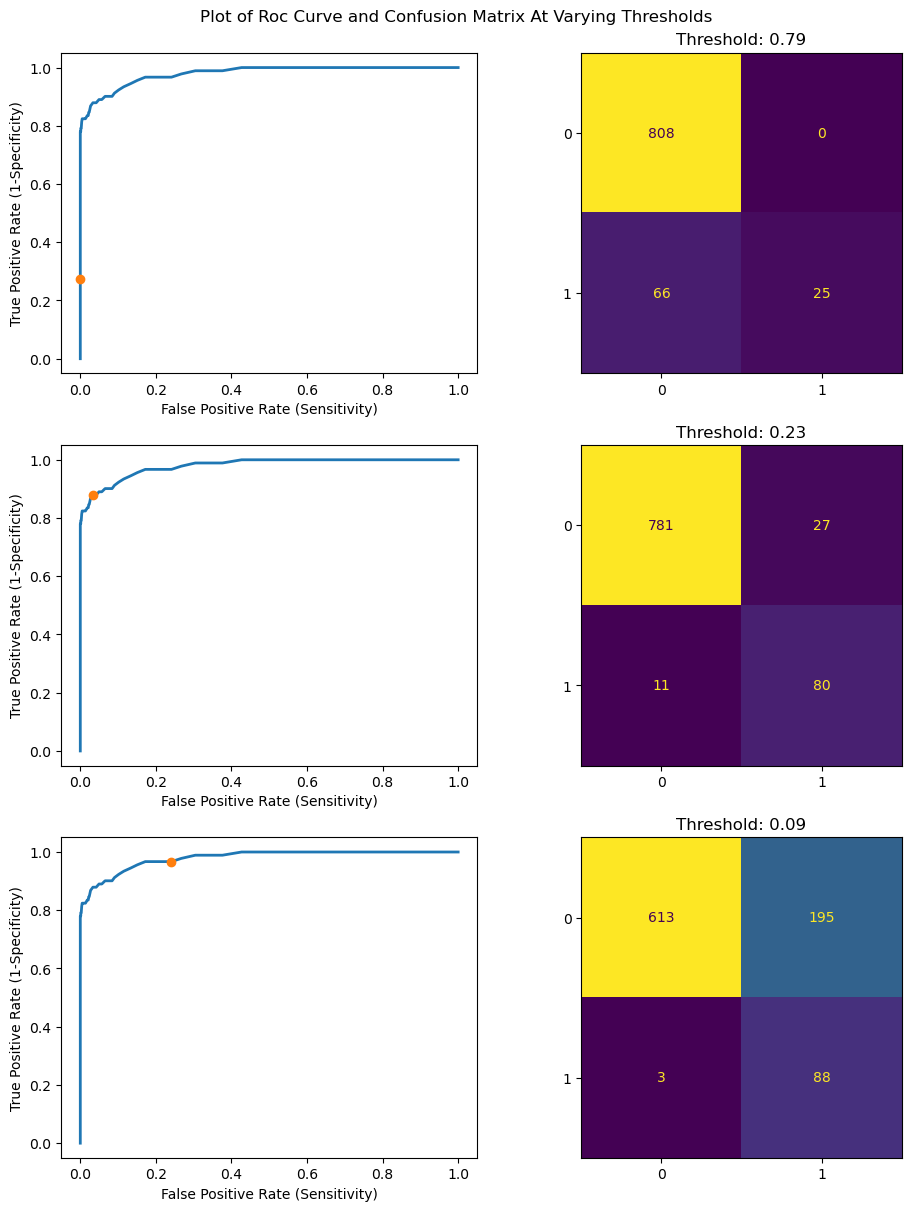 Plot of Roc Curve and Confusion Matrix At Varying Thresholds
True Positive Rate (1-Specificity)
1.0
0.8
0.6
0.4
0.2
0.0
0.0 0.2 0.4 0.6 0.8 1.0
False Positive Rate (Sensitivity)
Threshold: 0.79
0 808 0
1 66 25
0 1
True Positive Rate (1-Specificity)
1.0
0.8
0.6
0.4
0.2
0.0
0.0 0.2 0.4 0.6 0.8 1.0
False Positive Rate (Sensitivity)
Threshold: 0.23
0 781 27
1 11 80
0 1
True Positive Rate (1-Specificity)
1.0
0.8
0.6
0.4
0.2
0.0
0.0 0.2 0.4 0.6 0.8 1.0
False Positive Rate (Sensitivity)
Threshold: 0.09
0 613 195
1 3 88
0 1